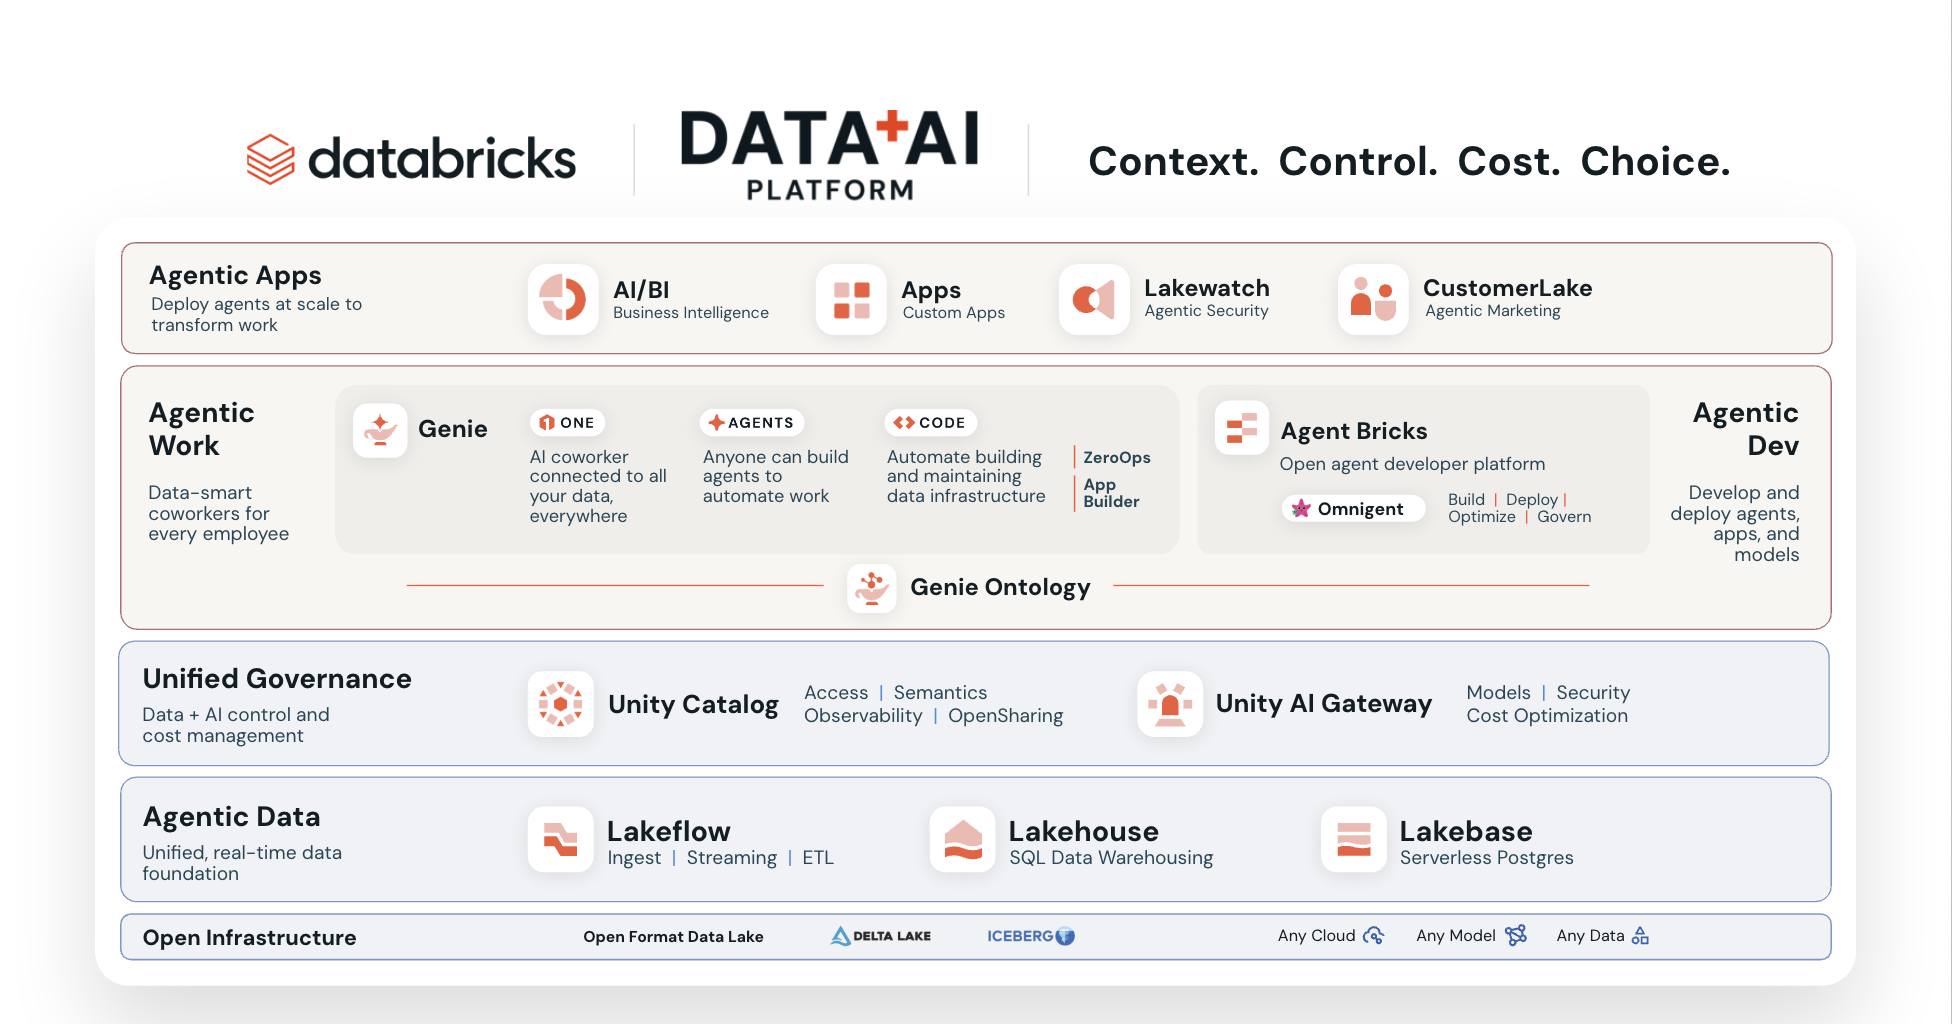 databricks
DATA+AI
PLATFORM
Context. Control. Cost. Choice.
Agentic Apps
Deploy agents at scale to
transform work
AI/BI
Business Intelligence
Apps
Custom Apps
Lakewatch
Agentic Security
CustomerLake
Agentic Marketing
Agentic
Work
Data-smart
coworkers for
every employee
Genie
1 ONE
AI coworker
connected to all
your data,
everywhere
AGENTS
Anyone can build
agents to
automate work
CODE
Automate building
and maintaining
data infrastructure
ZeroOps
App
Builder
Agent Bricks
Open agent developer platform
Omnigent
Build | Deploy |
Optimize | Govern
Agentic
Dev
Develop and
deploy agents,
apps, and
models
Genie Ontology
Unified Governance
Data + AI control and
cost management
Unity Catalog
Access | Semantics
Observability | OpenSharing
Unity AI Gateway
Models | Security
Cost Optimization
Agentic Data
Unified, real-time data
foundation
Lakeflow
Ingest | Streaming | ETL
Lakehouse
SQL Data Warehousing
Lakebase
Serverless Postgres
Open Infrastructure
Open Format Data Lake
DELTA LAKE
ICEBERG
Any Cloud
Any Model
Any Data